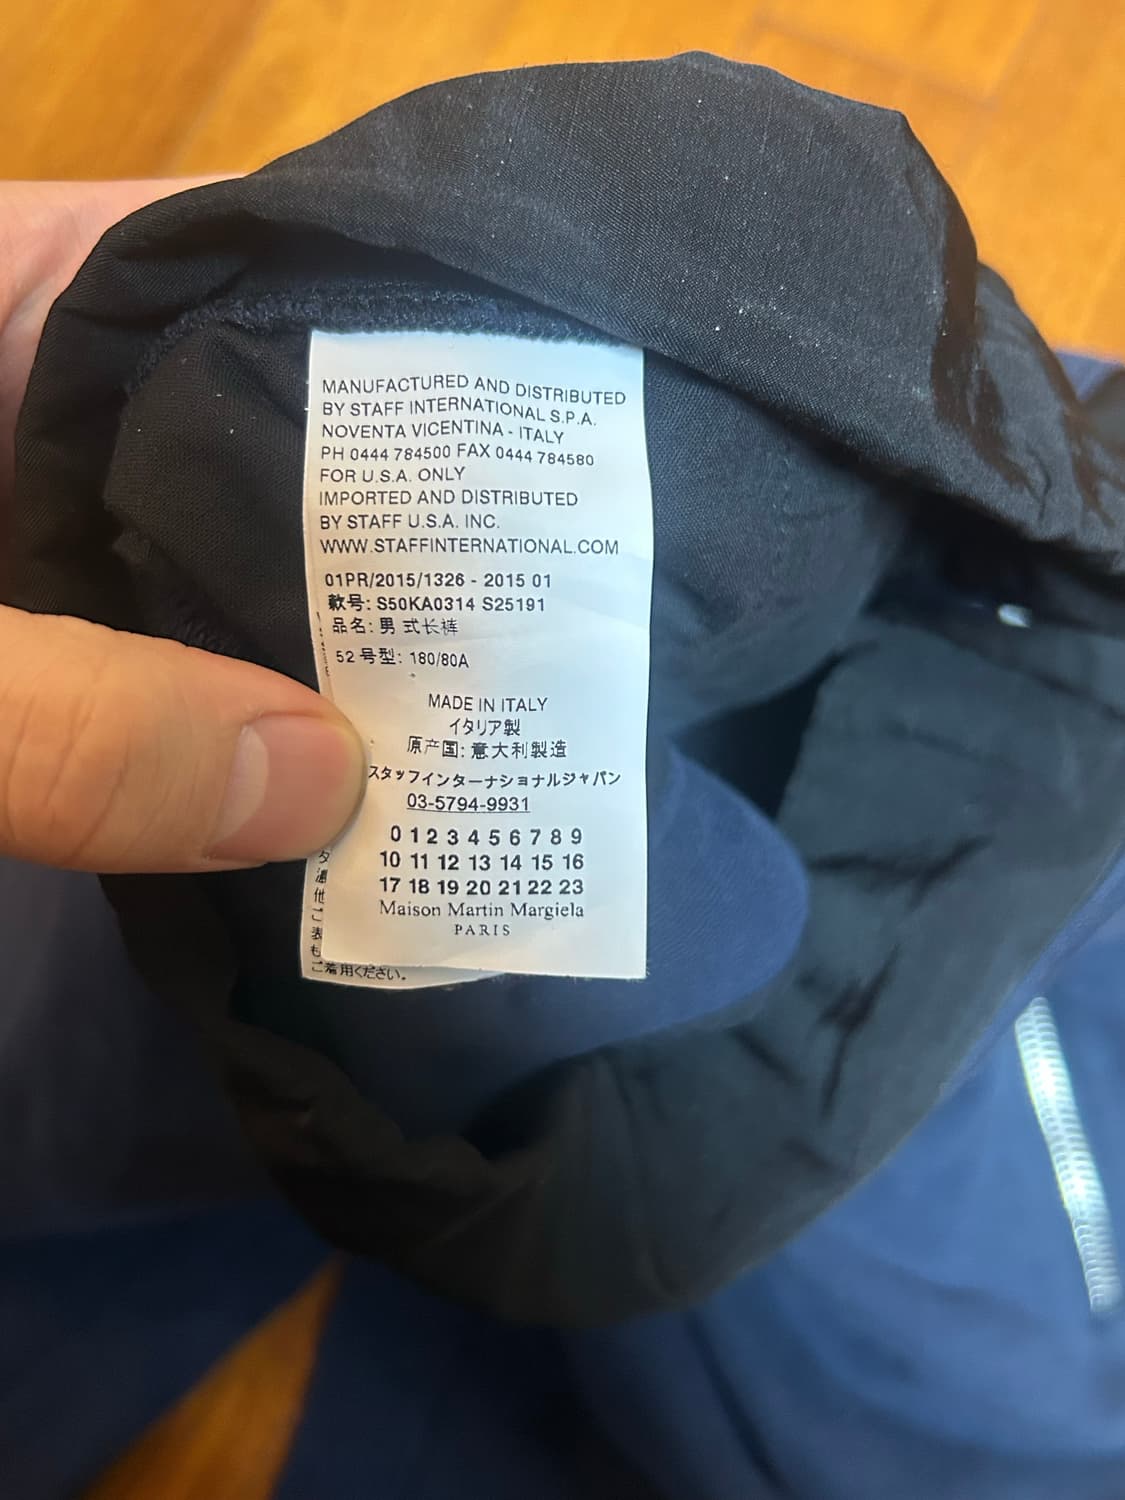 MANUFACTURED AND DISTRIBUTED
BY STAFF INTERNATIONAL S.P.A.
NOVENTA VICENTINA - ITALY
PH 0444 784500 FAX 0444 784580
FOR U.S.A. ONLY
IMPORTED AND DISTRIBUTED
BY STAFF U.S.A. INC.
WWW.STAFFINTERNATIONAL.COM
01PR/2015/1326 - 2015 01
款号: S50KA0314 S25191
品名: 男 式长裤
52 号型: 180/80A
MADE IN ITALY
イタリア製
原产国: 意大利製造
スタッフインターナショナルジャパン
03-5794-9931
0 1 2 3 4 5 6 7 8 9
10 11 12 13 14 15 16
17 18 19 20 21 22 23
Maison Martin Margiela
PARIS
ご着用ください。